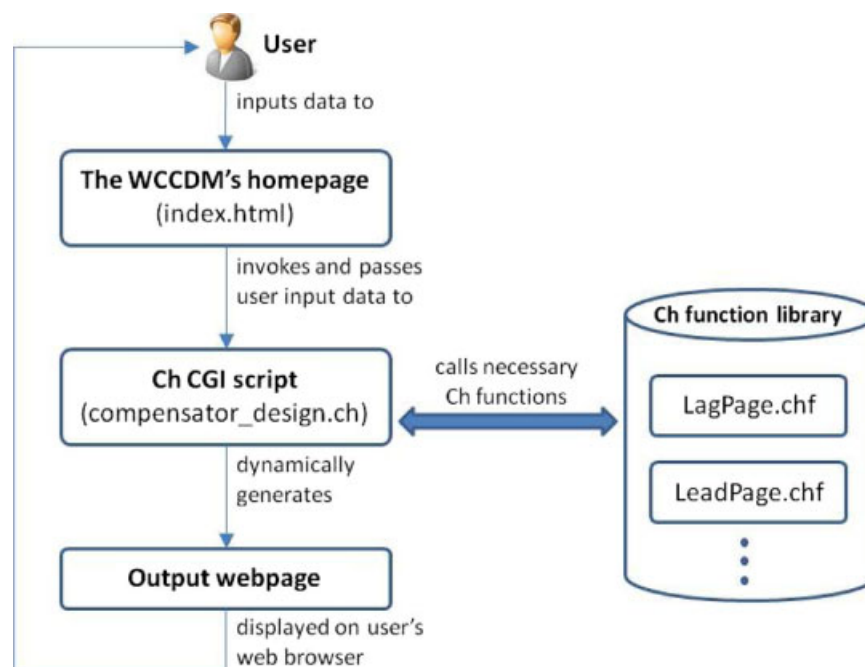 User
inputs data to
The WCCDM's homepage
(index.html)
invokes and passes
user input data to
Ch CGI script
(compensator_design.ch)
calls necessary
Ch functions
Ch function library
LagPage.chf
LeadPage.chf
dynamically
generates
Output webpage
displayed on user's
web browser